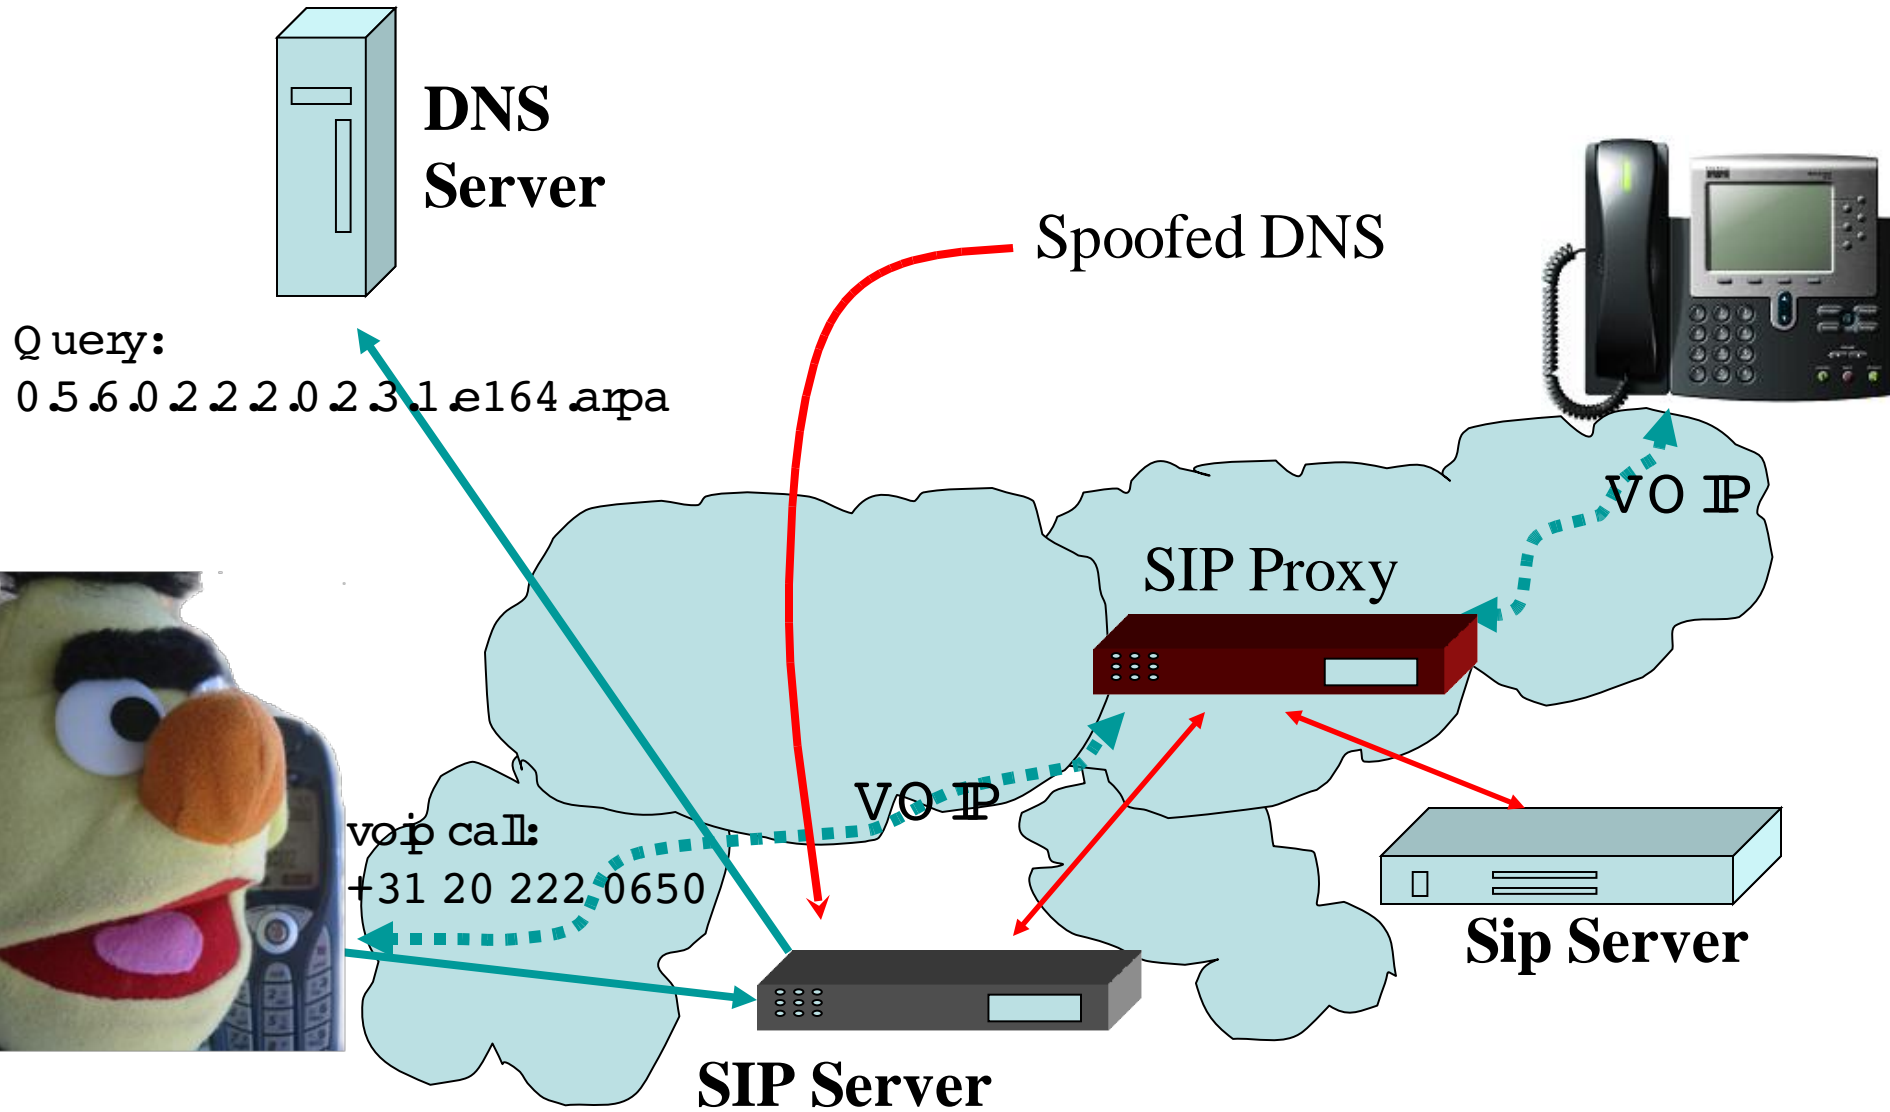 DNS
Server
Spoofed DNS
Query:
0.5.6.0.2.2.2.0.2.3.1.e164.arpa
VOIP
SIP Proxy
VOIP
voip call:
+31 20 222 0650
Sip Server
SIP Server